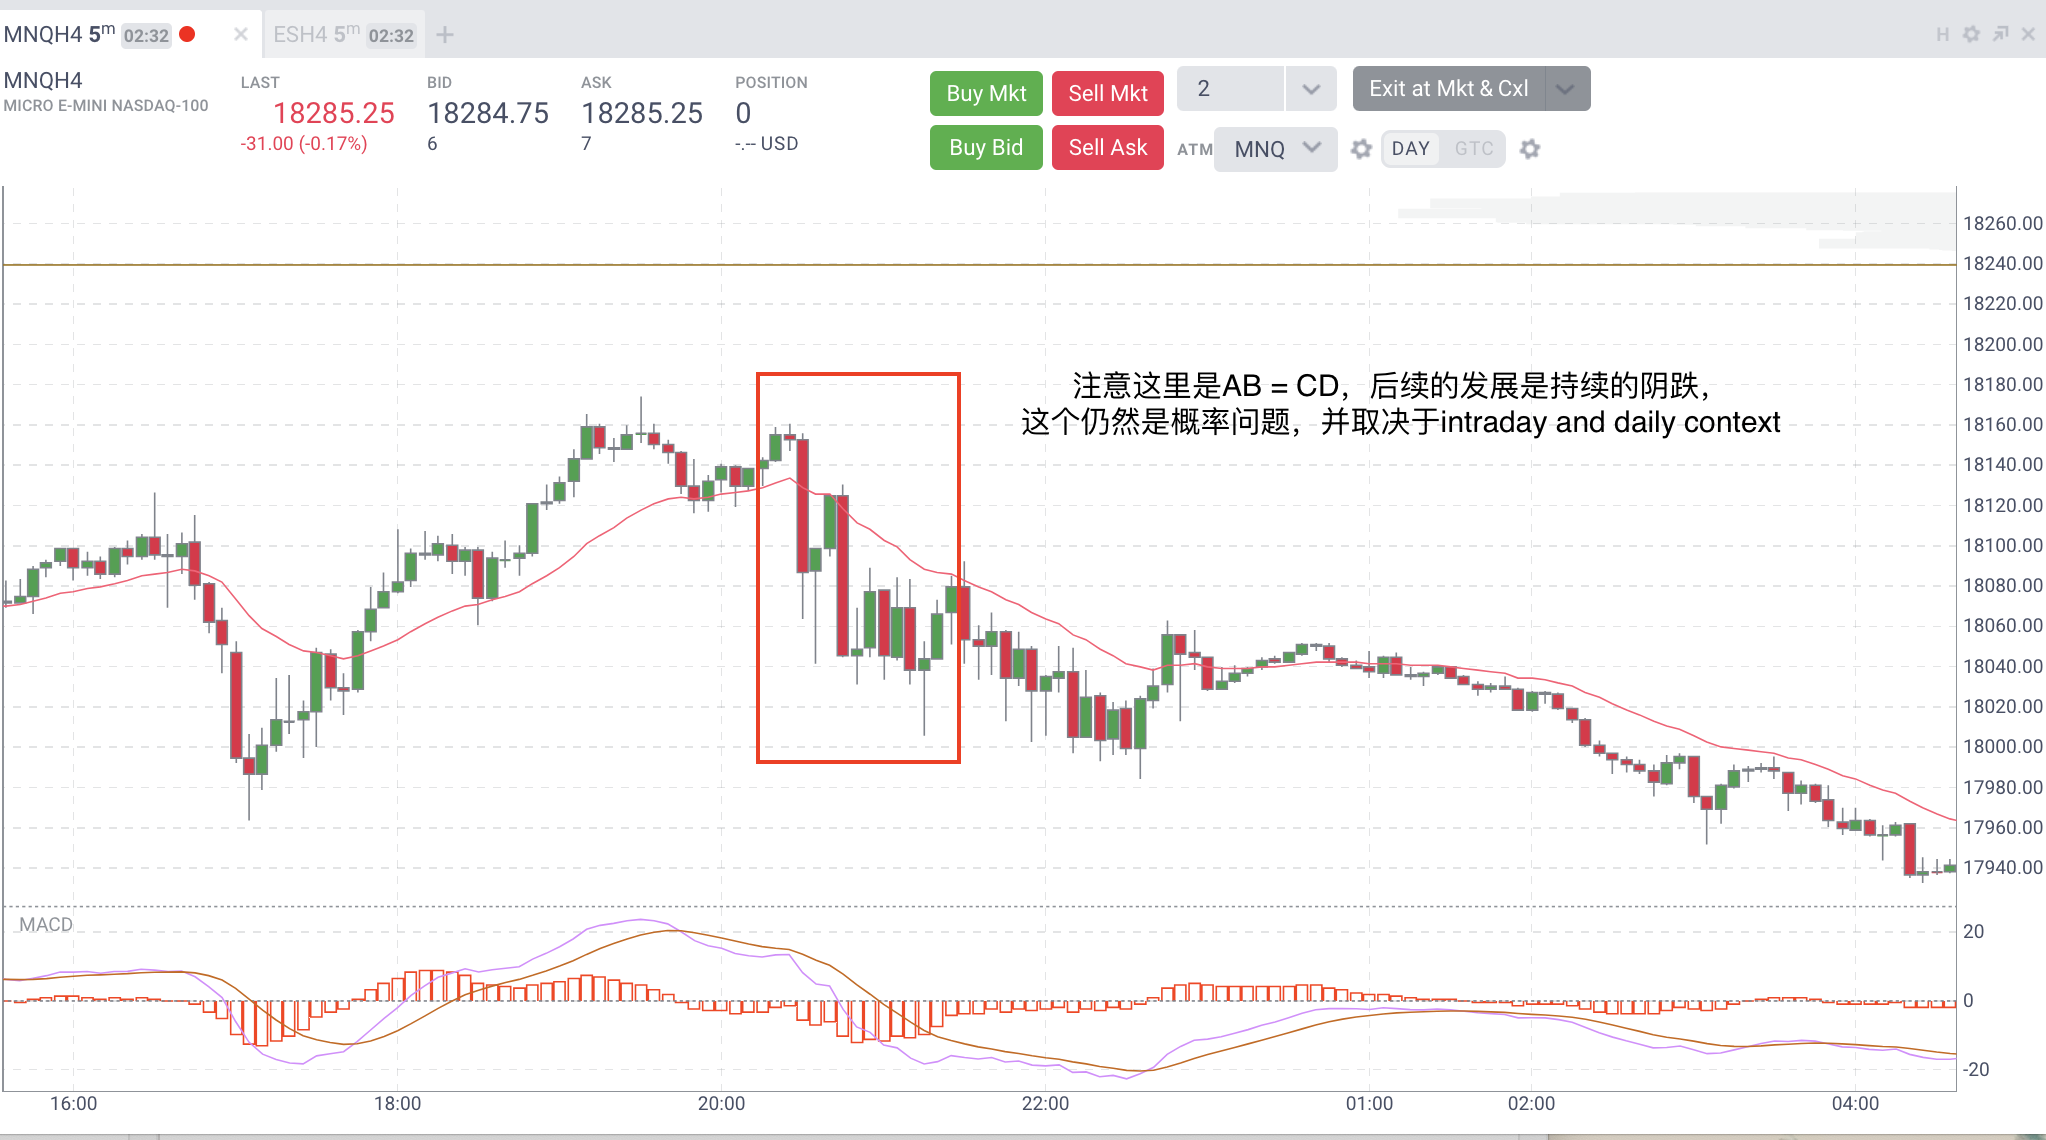 MNQH4 5m 02:32
ESH4 5m 02:32
H
MNQH4
MICRO E-MINI NASDAQ-100
LAST
18285.25
-31.00 (-0.17%)
BID
18284.75
6
ASK
18285.25
7
POSITION
0
-.-- USD
Buy Mkt
Sell Mkt
2
Exit at Mkt & Cxl
Buy Bid
Sell Ask
ATM
MNQ
DAY
GTC
注意这里是AB = CD，后续的发展是持续的阴跌，
这个仍然是概率问题，并取决于intraday and daily context
18260.00
18240.00
18220.00
18200.00
18180.00
18160.00
18140.00
18120.00
18100.00
18080.00
18060.00
18040.00
18020.00
18000.00
17980.00
17960.00
17940.00
MACD
20
0
-20
16:00
18:00
20:00
22:00
01:00
02:00
04:00